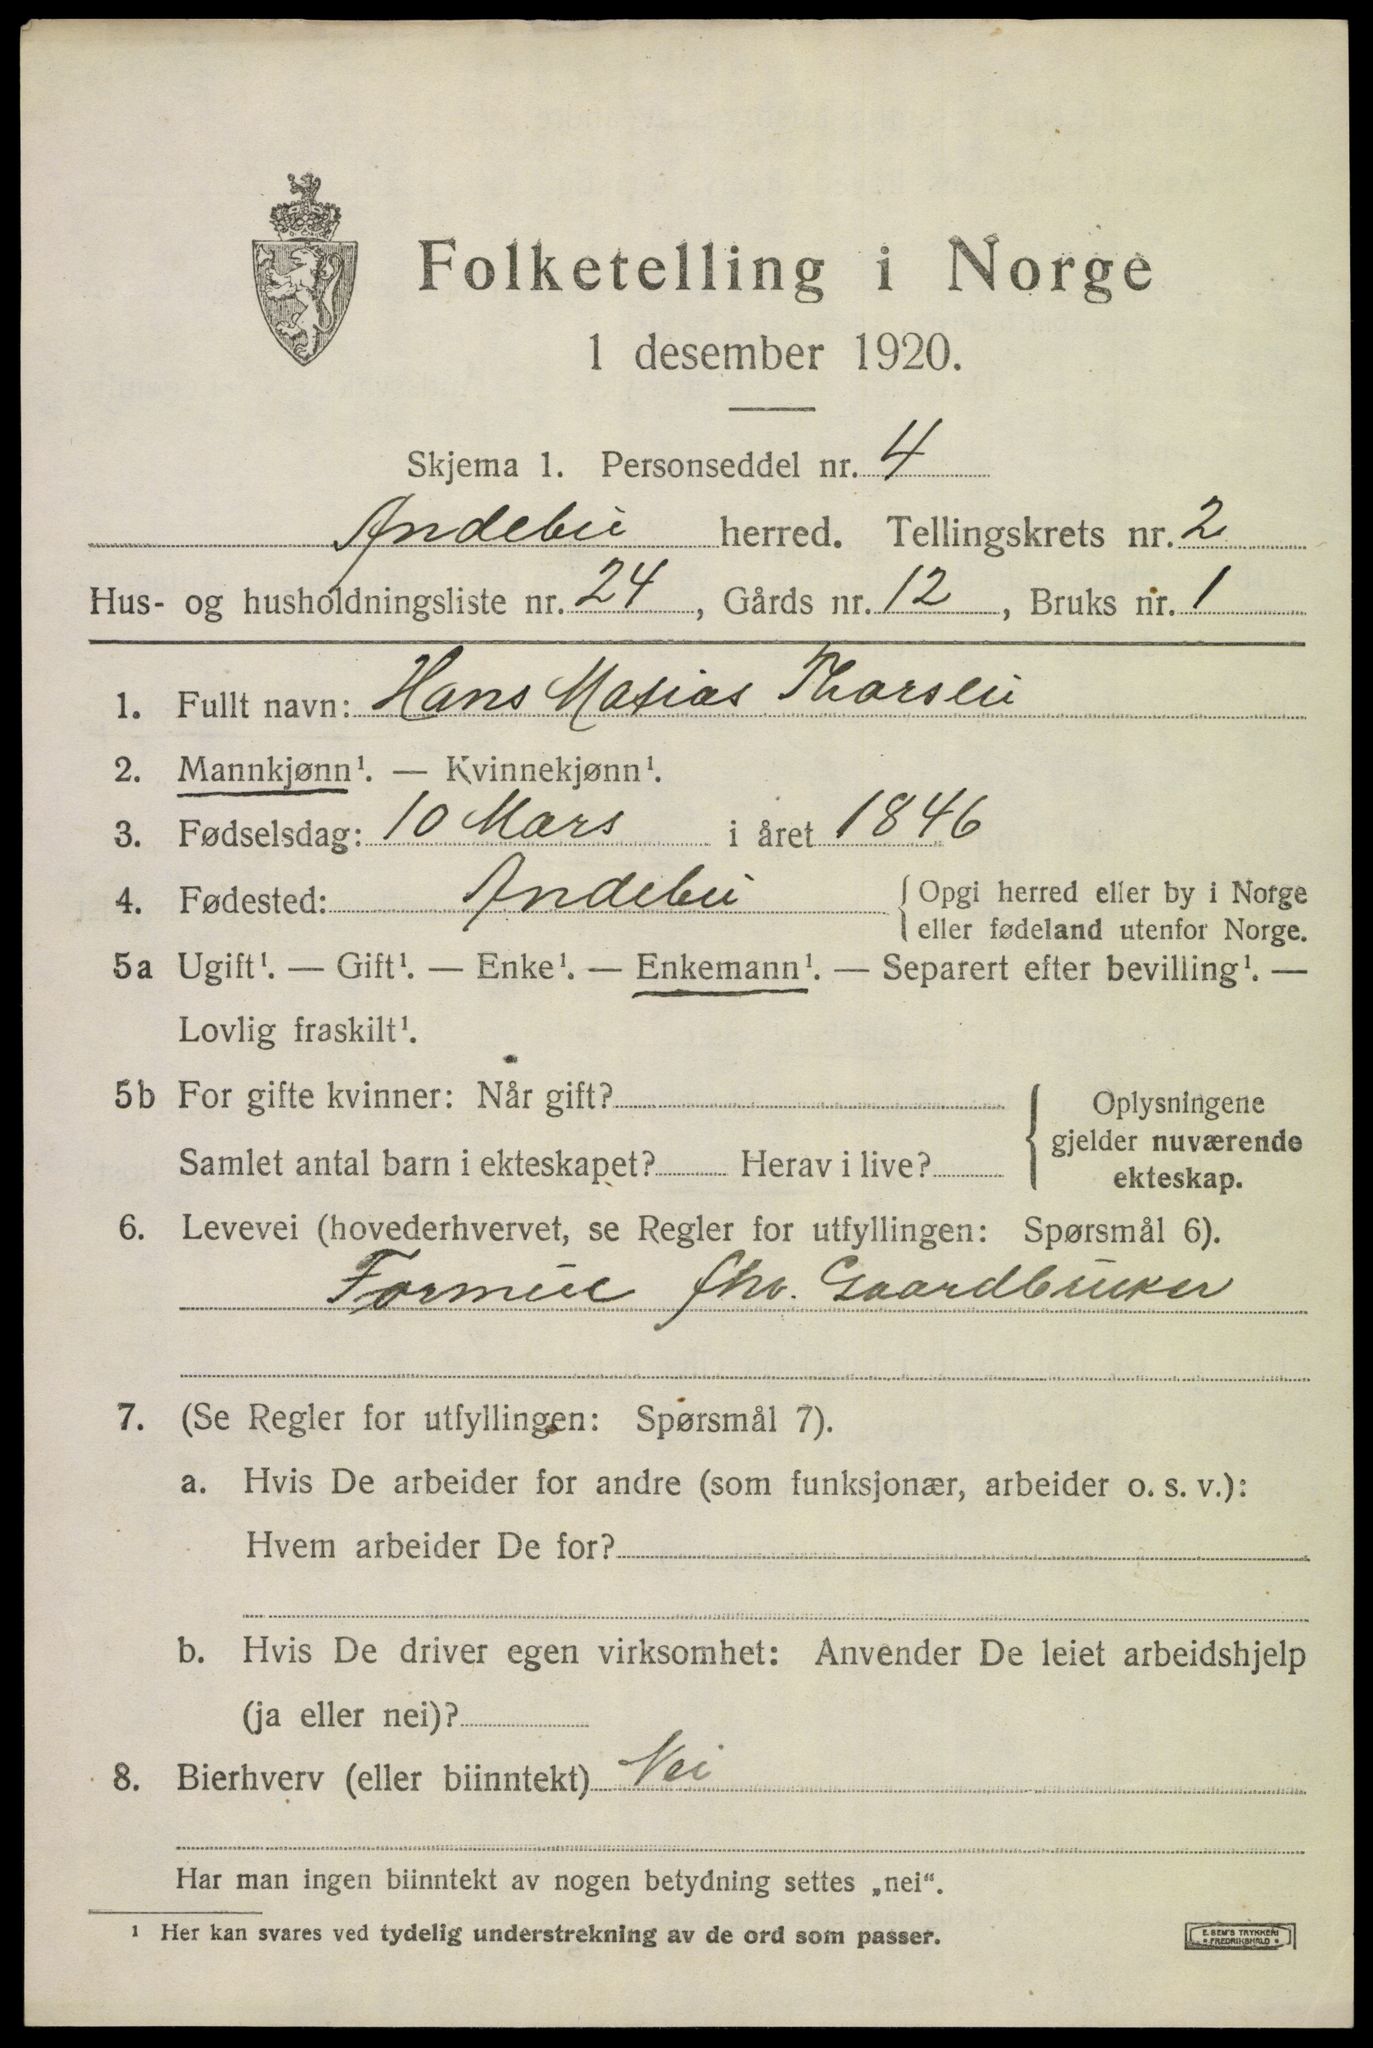 Folketelling i Norge
1 desember 1920.
Skjema 1. Personseddel nr. 4
Andebu herred. Tellingskrets nr. 2
Hus- og husholdningsliste nr. 24, Gårds nr. 12, Bruks nr. 1
1. Fullt navn: Hans Matias Thorsen
2. Mannkjønn¹. — Kvinnekjønn¹.
3. Fødselsdag: 10 Mars i året 1846
4. Fødested: Andebu { Opgi herred eller by i Norge
eller fødeland utenfor Norge.
5a Ugift¹. — Gift¹. — Enke¹. — Enkemann¹. — Separert efter bevilling¹. —
Lovlig fraskilt¹.
5b For gifte kvinner: Når gift?
Samlet antal barn i ekteskapet? Herav i live?
{ Oplysningene
gjelder nuværende
ekteskap.
6. Levevei (hovederhvervet, se Regler for utfyllingen: Spørsmål 6).
Formue fhv. Gaardbruker
7. (Se Regler for utfyllingen: Spørsmål 7).
a. Hvis De arbeider for andre (som funksjonær, arbeider o. s. v.):
Hvem arbeider De for?
b. Hvis De driver egen virksomhet: Anvender De leiet arbeidshjelp
(ja eller nei)?
8. Bierhverv (eller biinntekt) Nei
Har man ingen biinntekt av nogen betydning settes „nei“.
¹ Her kan svares ved tydelig understrekning av de ord som passer.
E. SEM'S TRYKKERI
FREDRIKSHALD